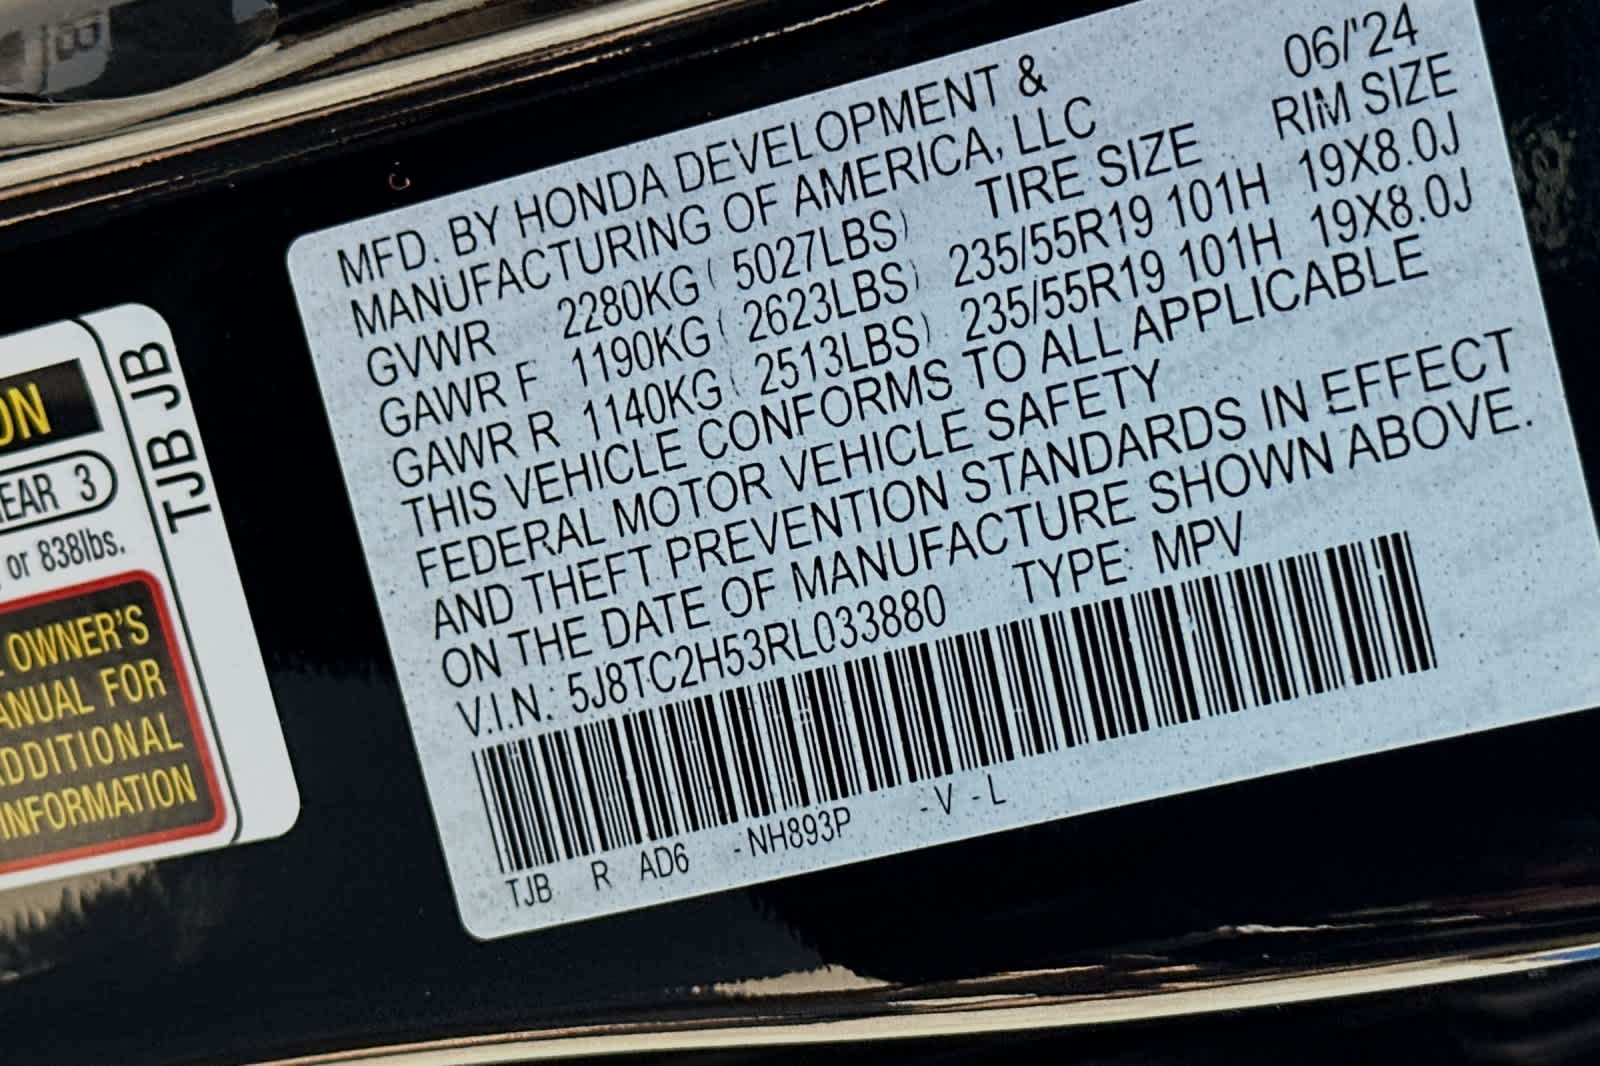 MFD. BY HONDA DEVELOPMENT & 06/'24
MANUFACTURING OF AMERICA, LLC RIM SIZE
TIRE SIZE
GVWR 2280KG ( 5027LBS)
GAWR F 1190KG ( 2623LBS) 235/55R19 101H 19X8.0J
GAWR R 1140KG ( 2513LBS) 235/55R19 101H 19X8.0J
THIS VEHICLE CONFORMS TO ALL APPLICABLE
FEDERAL MOTOR VEHICLE SAFETY
AND THEFT PREVENTION STANDARDS IN EFFECT
ON THE DATE OF MANUFACTURE SHOWN ABOVE.
V.I.N.: 5J8TC2H53RL033880 TYPE: MPV
TJB R AD6 -NH893P -V -L
TJB JB
ON
EAR 3
or 838lbs.
OWNER'S
ANUAL FOR
ADDITIONAL
INFORMATION